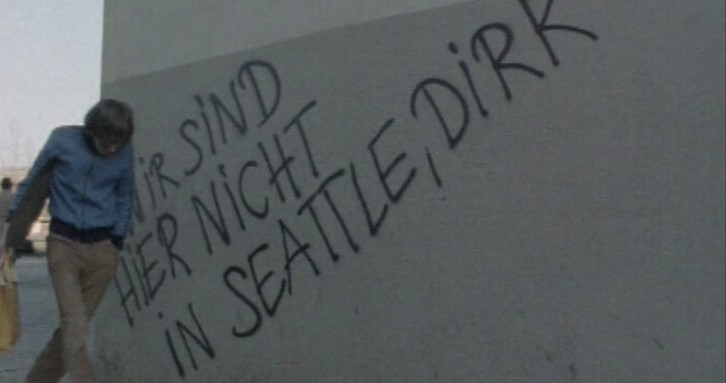 WIR SIND
HIER NICHT
IN SEATTLE, DIRK